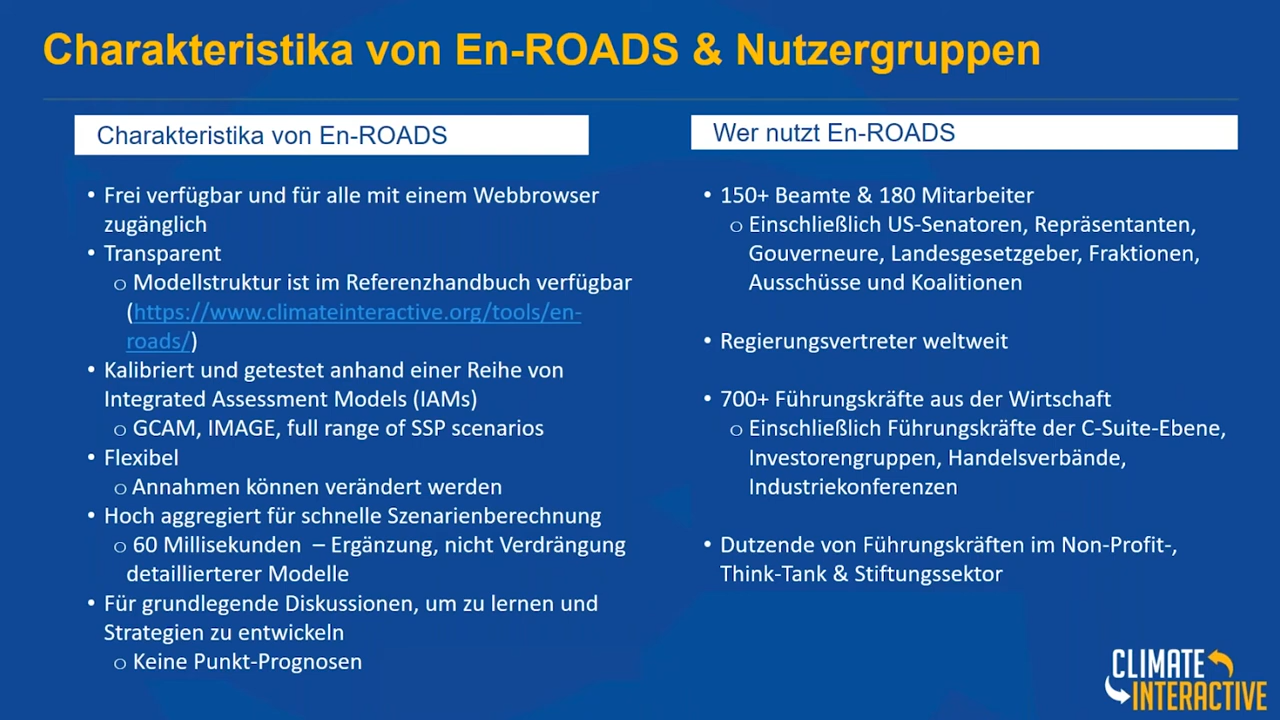 Charakteristika von En-ROADS & Nutzergruppen
Charakteristika von En-ROADS
• Frei verfügbar und für alle mit einem Webbrowser
zugänglich
• Transparent
○ Modellstruktur ist im Referenzhandbuch verfügbar
(https://www.climateinteractive.org/tools/en-
roads/)
• Kalibriert und getestet anhand einer Reihe von
Integrated Assessment Models (IAMs)
○ GCAM, IMAGE, full range of SSP scenarios
• Flexibel
○ Annahmen können verändert werden
• Hoch aggregiert für schnelle Szenarienberechnung
○ 60 Millisekunden – Ergänzung, nicht Verdrängung
detaillierterer Modelle
• Für grundlegende Diskussionen, um zu lernen und
Strategien zu entwickeln
○ Keine Punkt-Prognosen
Wer nutzt En-ROADS
• 150+ Beamte & 180 Mitarbeiter
○ Einschließlich US-Senatoren, Repräsentanten,
Gouverneure, Landesgesetzgeber, Fraktionen,
Ausschüsse und Koalitionen
• Regierungsvertreter weltweit
• 700+ Führungskräfte aus der Wirtschaft
○ Einschließlich Führungskräfte der C-Suite-Ebene,
Investorengruppen, Handelsverbände,
Industriekonferenzen
• Dutzende von Führungskräften im Non-Profit-,
Think-Tank & Stiftungssektor
CLIMATE
INTERACTIVE